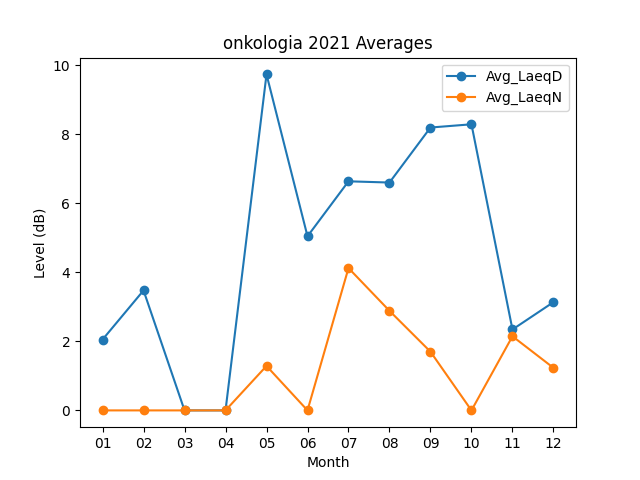 onkologia 2021 Averages
Avg_LaeqD
Avg_LaeqN
Level (dB)
10
8
6
4
2
0
01 02 03 04 05 06 07 08 09 10 11 12
Month